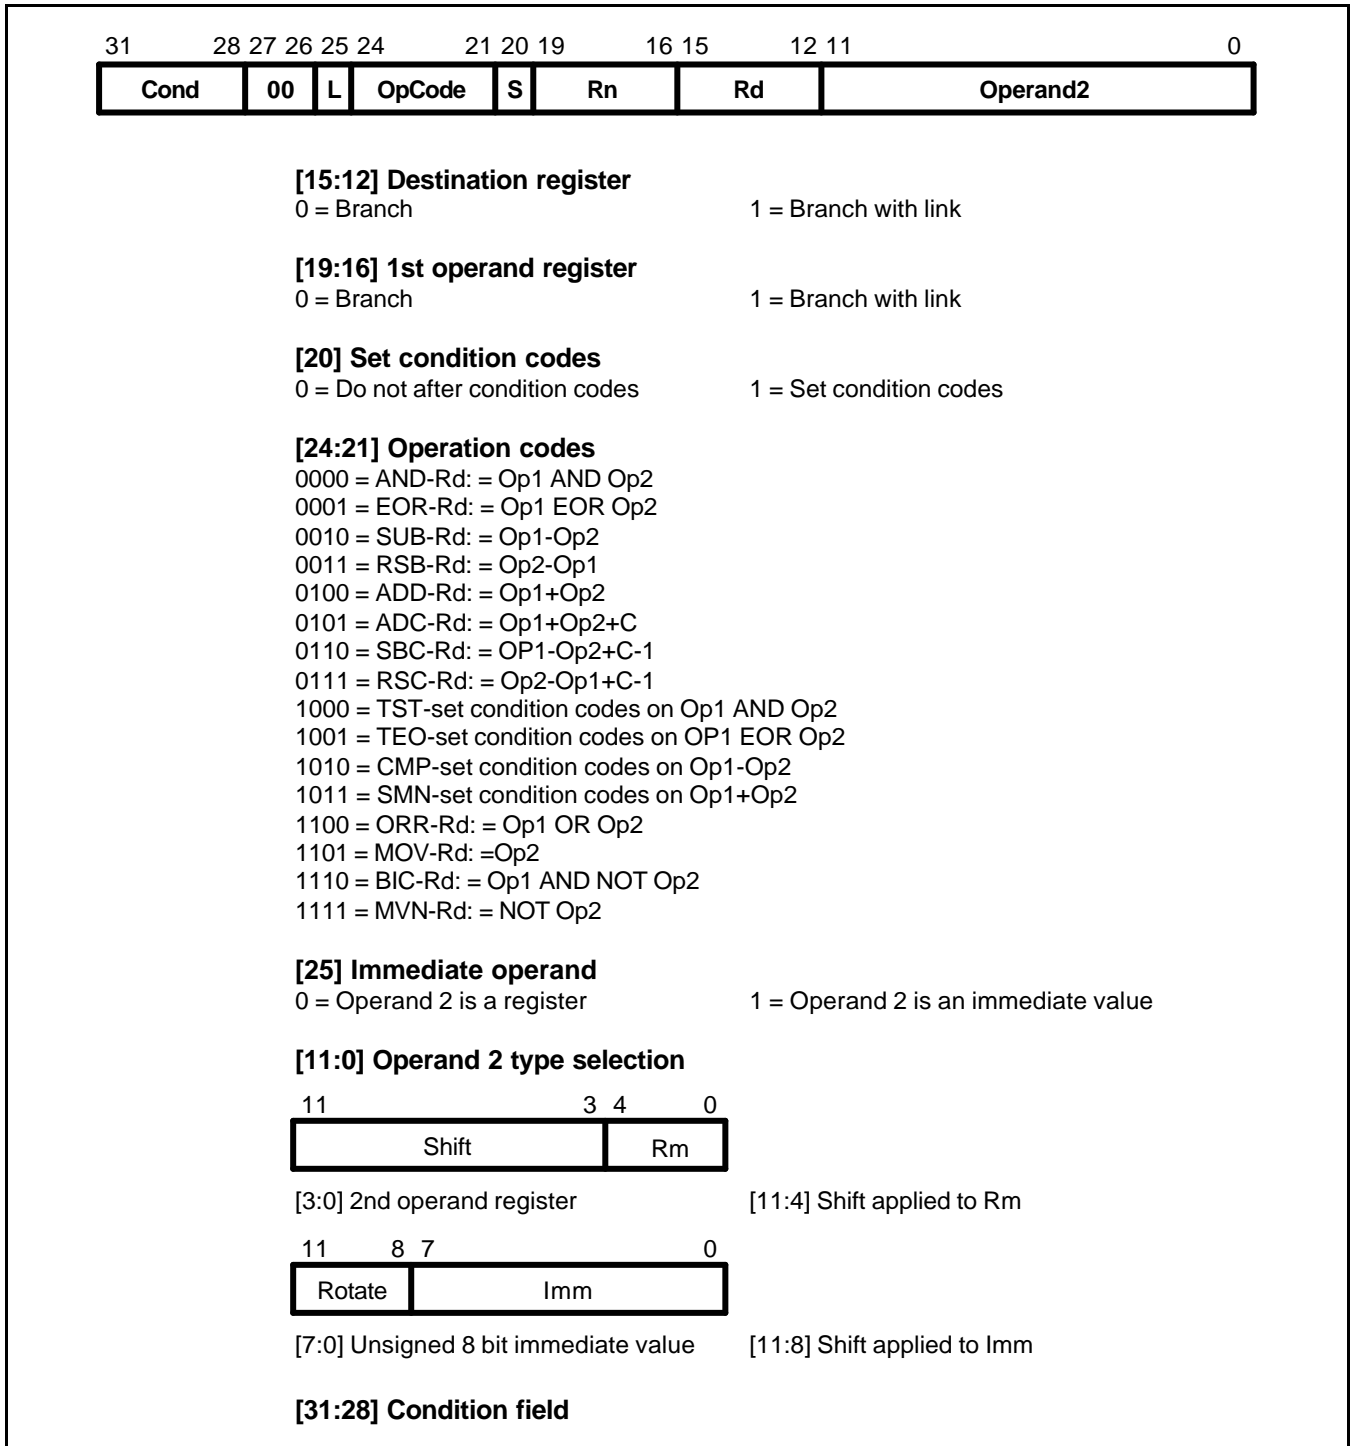 31 28 27 26 25 24 21 20 19 16 15 12 11 0
Cond 00 L OpCode S Rn Rd Operand2
[15:12] Destination register
0 = Branch 1 = Branch with link
[19:16] 1st operand register
0 = Branch 1 = Branch with link
[20] Set condition codes
0 = Do not after condition codes 1 = Set condition codes
[24:21] Operation codes
0000 = AND-Rd: = Op1 AND Op2
0001 = EOR-Rd: = Op1 EOR Op2
0010 = SUB-Rd: = Op1-Op2
0011 = RSB-Rd: = Op2-Op1
0100 = ADD-Rd: = Op1+Op2
0101 = ADC-Rd: = Op1+Op2+C
0110 = SBC-Rd: = OP1-Op2+C-1
0111 = RSC-Rd: = Op2-Op1+C-1
1000 = TST-set condition codes on Op1 AND Op2
1001 = TEO-set condition codes on OP1 EOR Op2
1010 = CMP-set condition codes on Op1-Op2
1011 = SMN-set condition codes on Op1+Op2
1100 = ORR-Rd: = Op1 OR Op2
1101 = MOV-Rd: =Op2
1110 = BIC-Rd: = Op1 AND NOT Op2
1111 = MVN-Rd: = NOT Op2
[25] Immediate operand
0 = Operand 2 is a register 1 = Operand 2 is an immediate value
[11:0] Operand 2 type selection
11 3 4 0
Shift Rm
[3:0] 2nd operand register [11:4] Shift applied to Rm
11 8 7 0
Rotate Imm
[7:0] Unsigned 8 bit immediate value [11:8] Shift applied to Imm
[31:28] Condition field